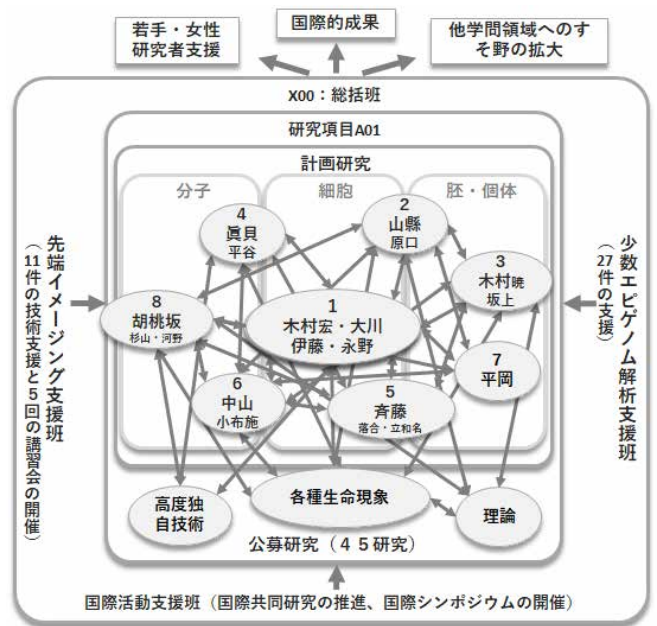 若手・女性
研究者支援
国際的成果
他学問領域へのす
そ野の拡大
X00：総括班
研究項目A01
計画研究
分子
細胞
胚・個体
4
眞貝
平谷
2
山縣
原口
3
木村暁
坂上
8
胡桃坂
杉山・河野
1
木村宏・大川
伊藤・永野
7
平岡
6
中山
小布施
5
斉藤
落合・立和名
高度独
自技術
各種生命現象
理論
公募研究（４５研究）
先端イメージング支援班
（11件の技術支援と５回の講習会の開催）
少数エピゲノム解析支援班
（27件の支援）
国際活動支援班（国際共同研究の推進、国際シンポジウムの開催）